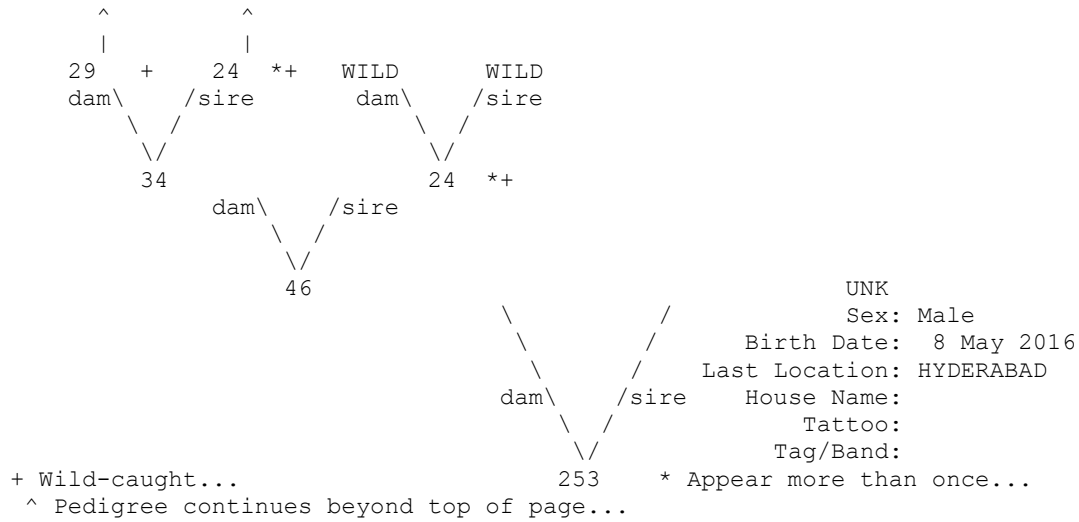 ^ ^
| |
29 + 24 *+ WILD WILD
dam\ /sire dam\ /sire
\ / \ /
\/ \/
34 24 *+
dam\ /sire
\ /
\/
46 UNK
\ / Sex: Male
\ / Birth Date: 8 May 2016
\ / Last Location: HYDERABAD
dam\ /sire House Name:
\ / Tattoo:
\/ Tag/Band:
+ Wild-caught... 253 * Appear more than once...
^ Pedigree continues beyond top of page...